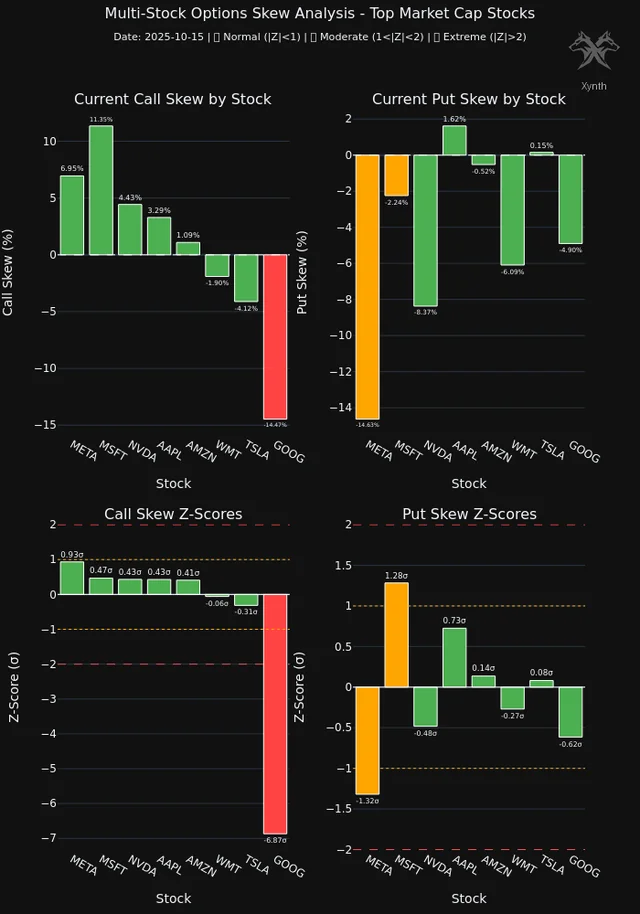 Multi-Stock Options Skew Analysis - Top Market Cap Stocks
Date: 2025-10-15 | ▯ Normal (|Z|<1) | ▯ Moderate (1<|Z|<2) | ▯ Extreme (|Z|>2)
Xynth
Current Call Skew by Stock
Call Skew (%)
10
5
0
−5
−10
−15
6.95%
11.35%
4.43%
3.29%
1.09%
-1.90%
-4.12%
-14.47%
META
MSFT
NVDA
AAPL
AMZN
WMT
TSLA
GOOG
Stock
Current Put Skew by Stock
Put Skew (%)
2
0
−2
−4
−6
−8
−10
−12
−14
-14.63%
-2.24%
-8.37%
1.62%
-0.52%
-6.09%
0.15%
-4.90%
META
MSFT
NVDA
AAPL
AMZN
WMT
TSLA
GOOG
Stock
Call Skew Z-Scores
Z-Score (σ)
2
1
0
−1
−2
−3
−4
−5
−6
−7
0.93σ
0.47σ
0.43σ
0.43σ
0.41σ
-0.06σ
-0.31σ
-6.87σ
META
MSFT
NVDA
AAPL
AMZN
WMT
TSLA
GOOG
Stock
Put Skew Z-Scores
Z-Score (σ)
2
1.5
1
0.5
0
−0.5
−1
−1.5
−2
-1.32σ
1.28σ
-0.48σ
0.73σ
0.14σ
-0.27σ
0.08σ
-0.62σ
META
MSFT
NVDA
AAPL
AMZN
WMT
TSLA
GOOG
Stock